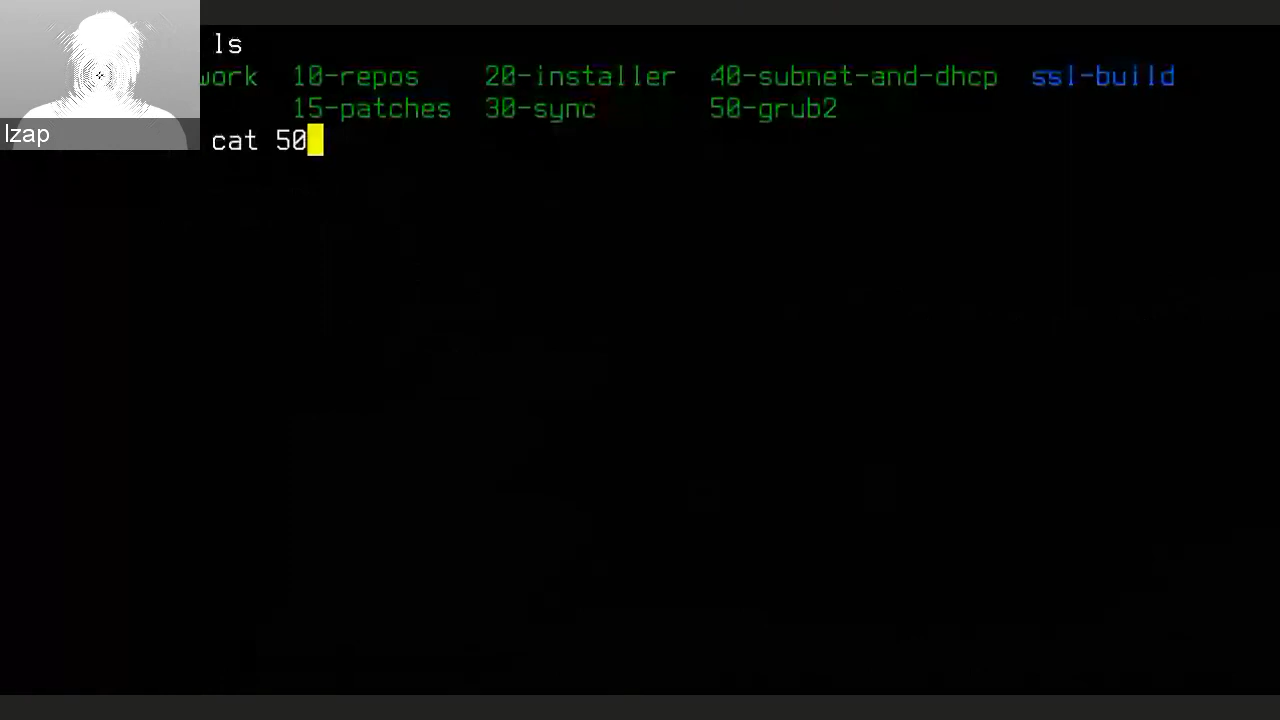 ls
work 10-repos 20-installer 40-subnet-and-dhcp ssl-build
15-patches 30-sync 50-grub2
lzap
cat 50